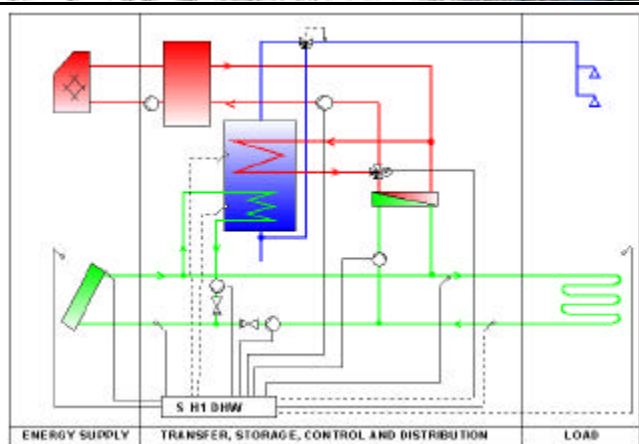 S H1 DHW
ENERGY SUPPLY
TRANSFER, STORAGE, CONTROL AND DISTRIBUTION
LOAD